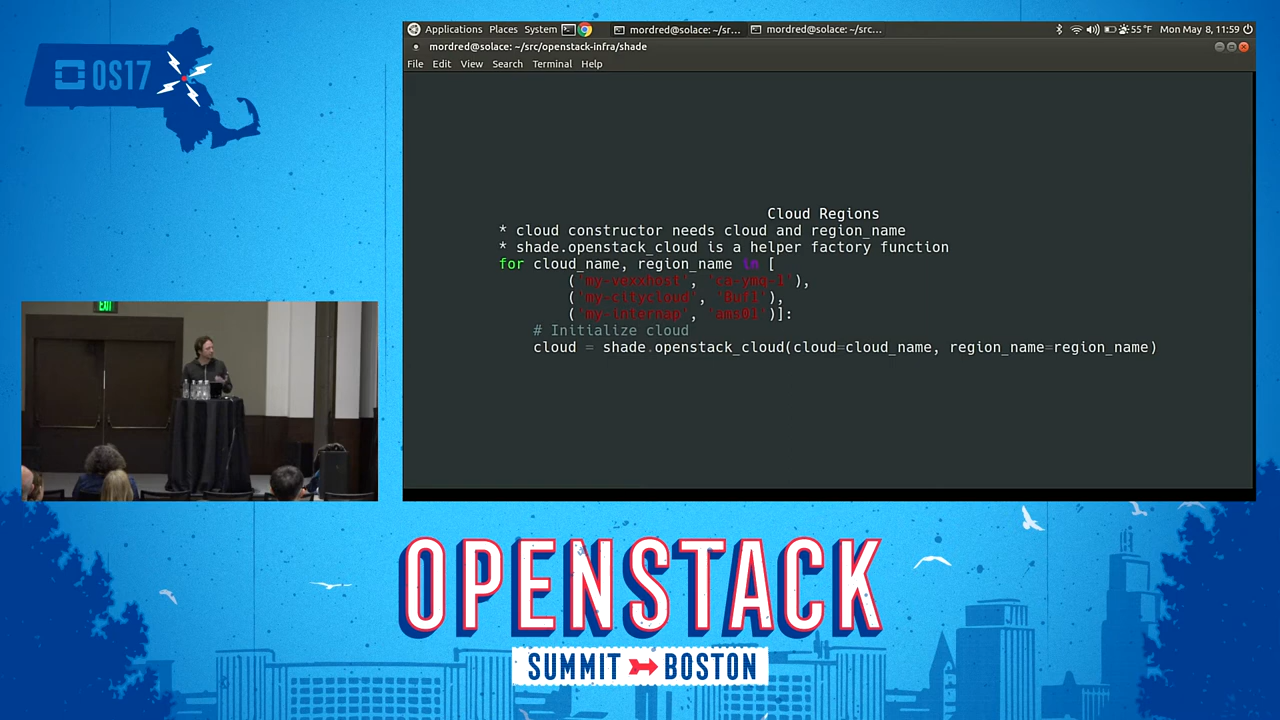 OS17
EXIT
Applications Places System mordred@solace: ~/sr... mordred@solace: ~/src... 55 °F Mon May 8, 11:59
mordred@solace: ~/src/openstack-infra/shade
File Edit View Search Terminal Help
Cloud Regions
* cloud constructor needs cloud and region_name
* shade.openstack_cloud is a helper factory function
for cloud_name, region_name in [
('my-vexxhost', 'ca-ymq-1'),
('my-citycloud', 'Buf1'),
('my-internap', 'ams01')]:
# Initialize cloud
cloud = shade.openstack_cloud(cloud=cloud_name, region_name=region_name)
OPENSTACK
SUMMIT BOSTON